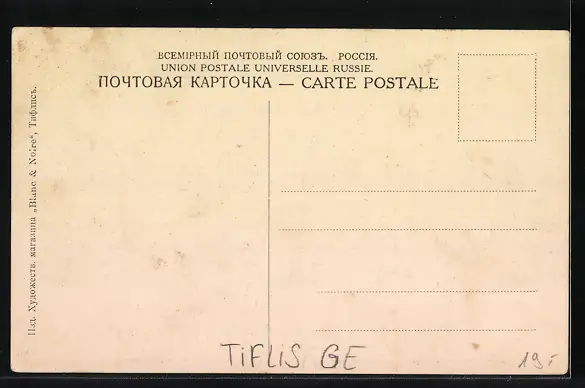 ВСЕМІРНЫЙ ПОЧТОВЫЙ СОЮЗЪ. РОССІЯ.
UNION POSTALE UNIVERSELLE RUSSIE.
ПОЧТОВАЯ КАРТОЧКА — CARTE POSTALE
Изд. Художеств. магазина „Blanc & Noire“, Тифлисъ.
TIFLIS GE
19,-